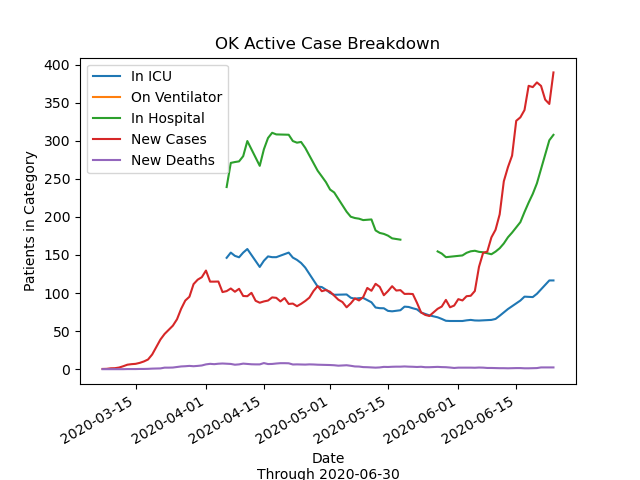 OK Active Case Breakdown
400
350
300
250
200
150
100
50
0
Patients in Category
In ICU
On Ventilator
In Hospital
New Cases
New Deaths
2020-03-15
2020-04-01
2020-04-15
2020-05-01
2020-05-15
2020-06-01
2020-06-15
Date
Through 2020-06-30